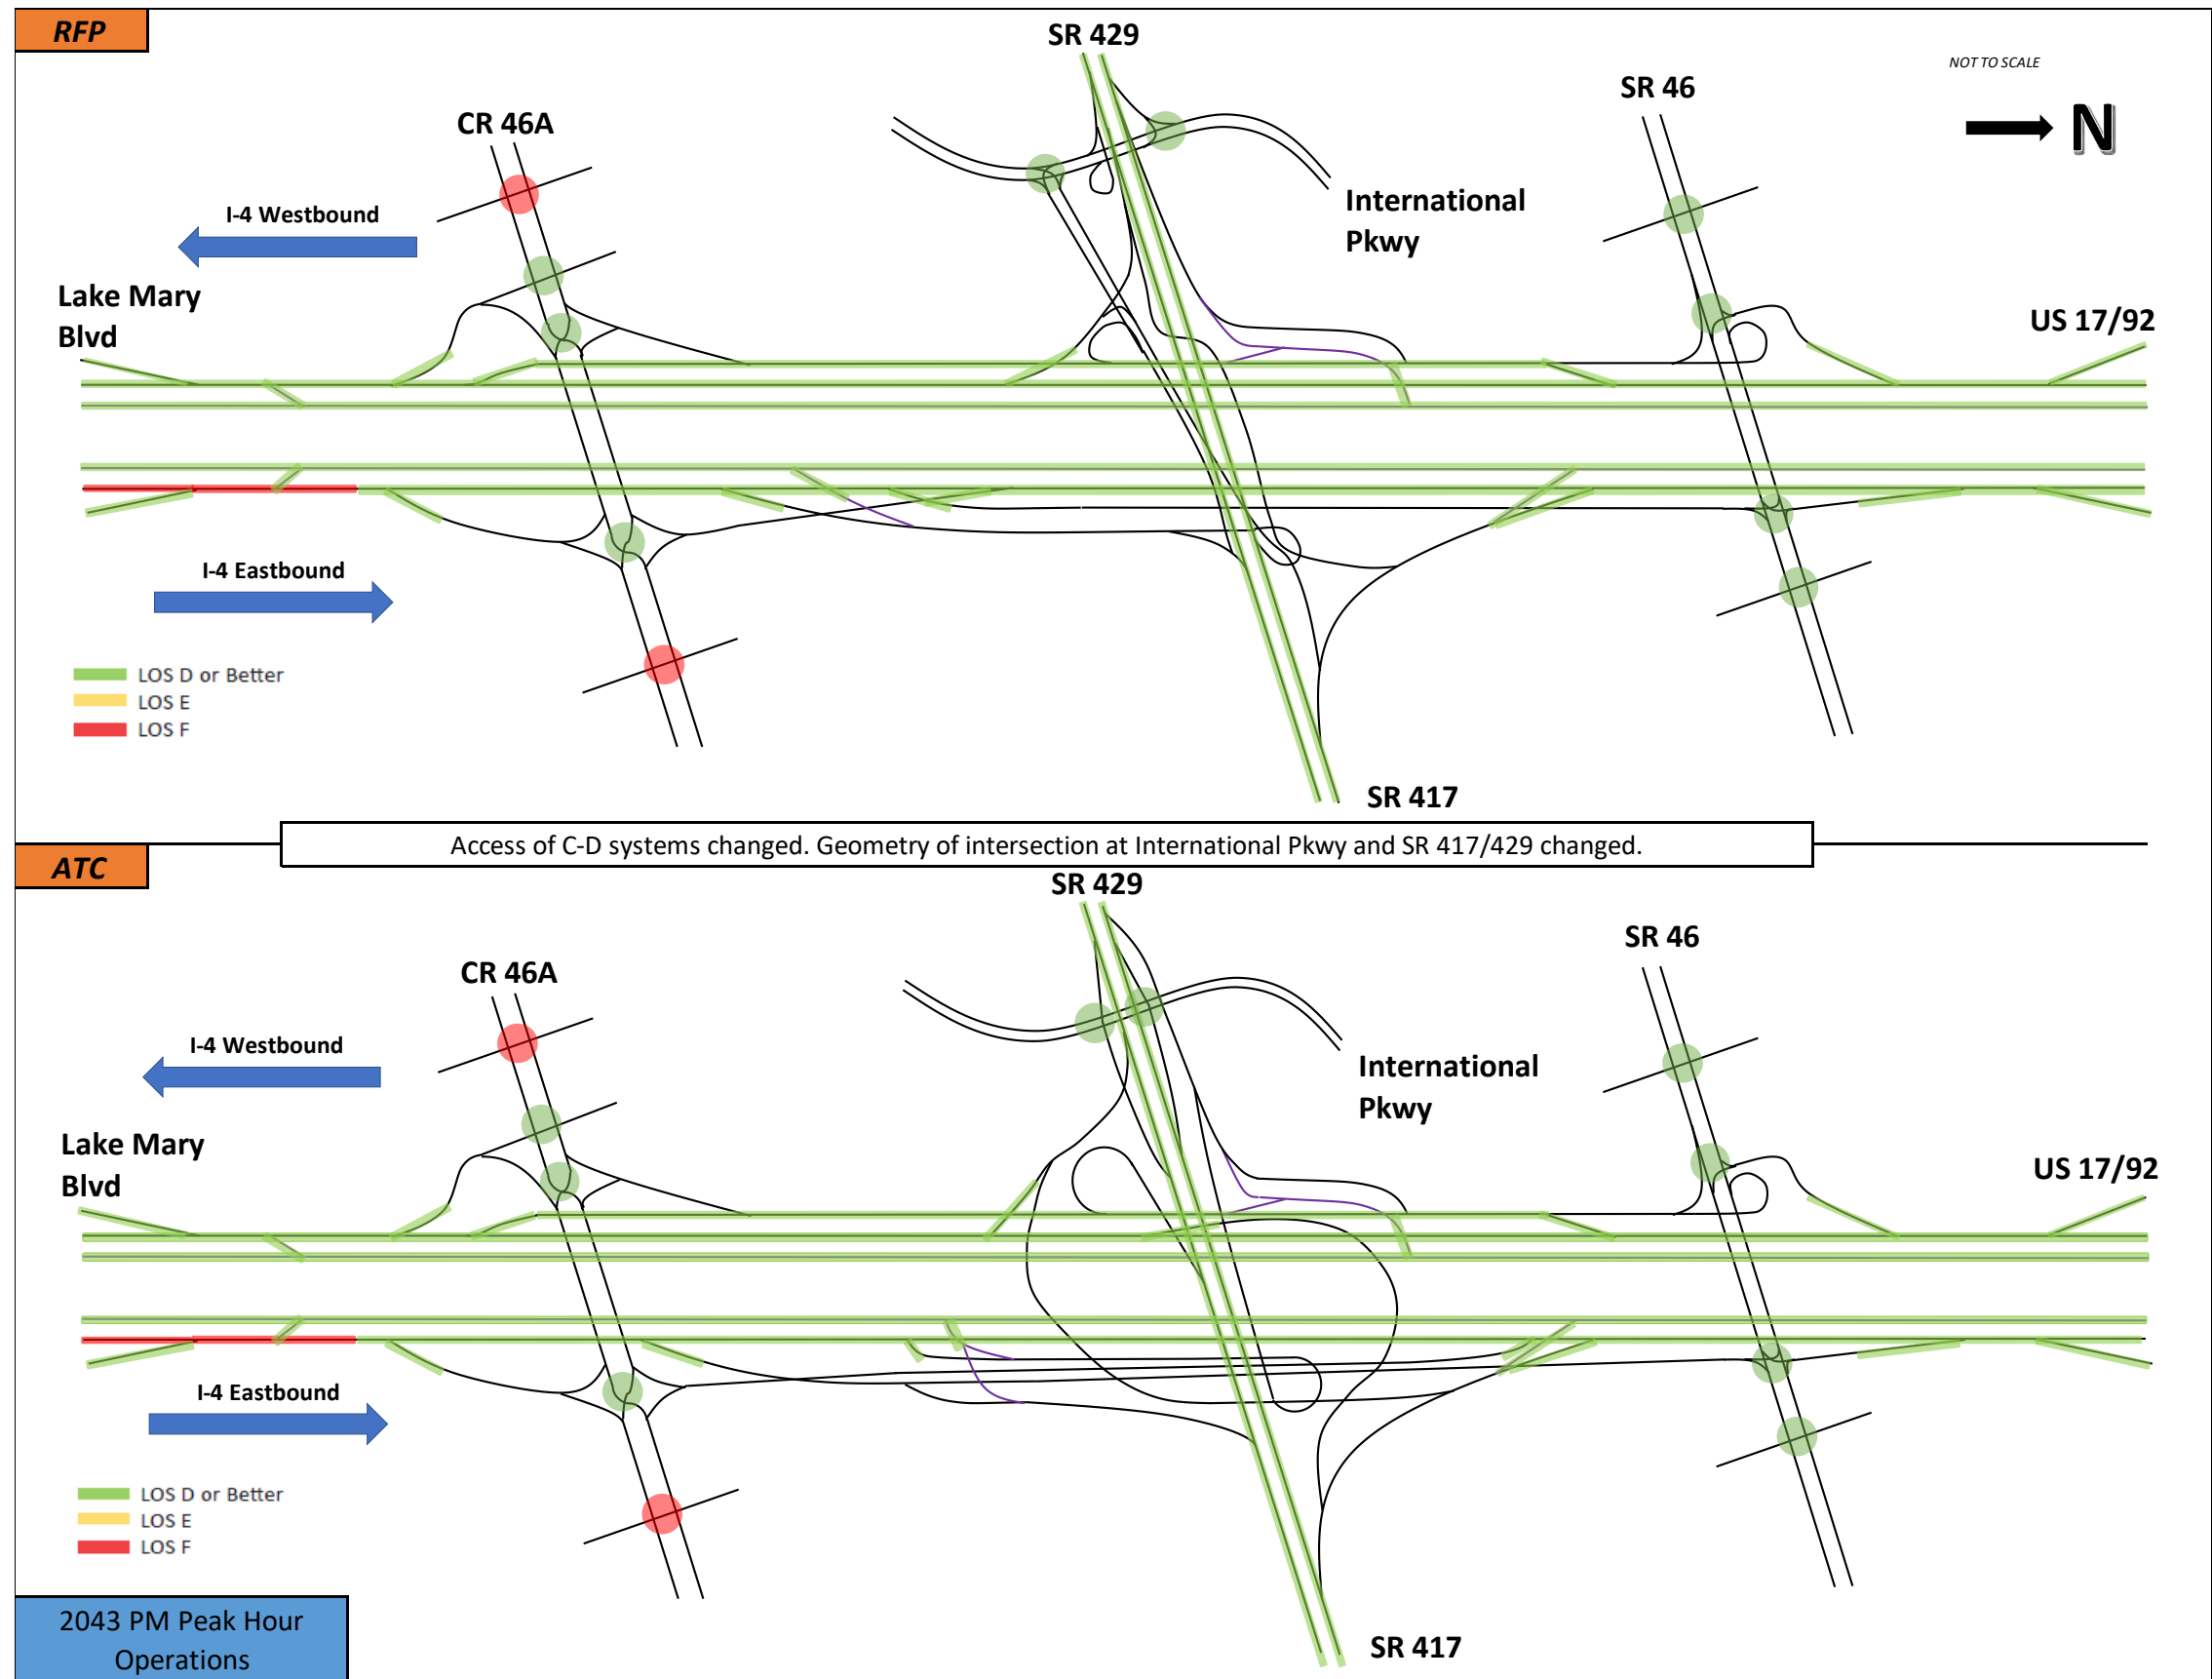 RFP
SR 429
NOT TO SCALE
SR 46
N
CR 46A
International
Pkwy
I-4 Westbound
Lake Mary
Blvd
US 17/92
I-4 Eastbound
LOS D or Better
LOS E
LOS F
SR 417
Access of C-D systems changed. Geometry of intersection at International Pkwy and SR 417/429 changed.
ATC
SR 429
SR 46
CR 46A
I-4 Westbound
International
Pkwy
Lake Mary
Blvd
US 17/92
I-4 Eastbound
LOS D or Better
LOS E
LOS F
2043 PM Peak Hour
Operations
SR 417